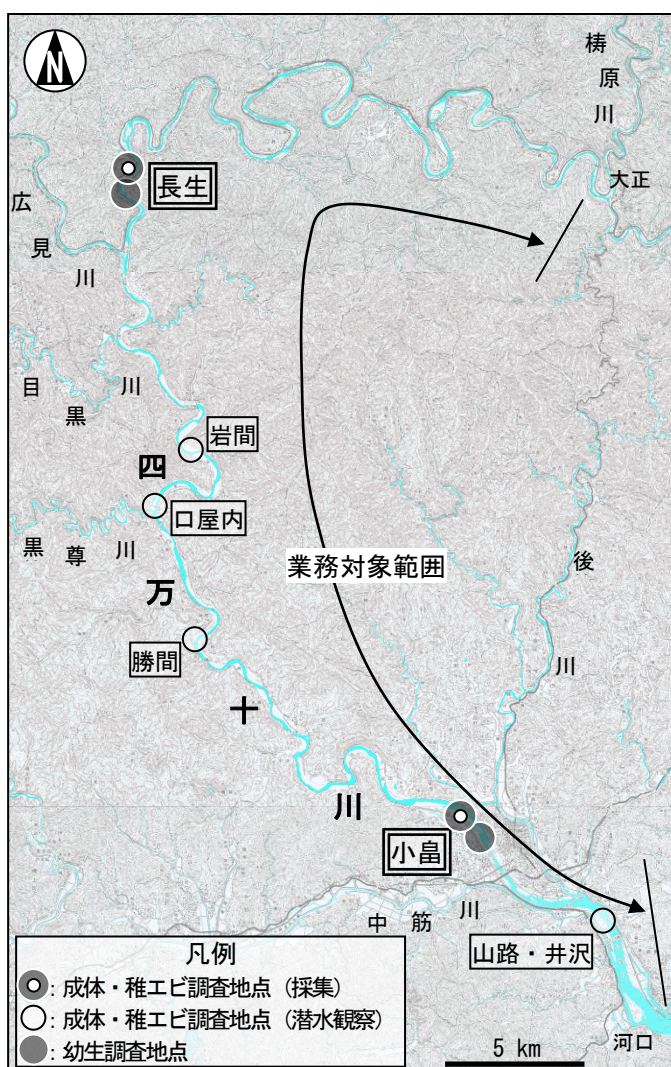 N
梼原川
大正
長生
広見川
目黒川
岩間
口屋内
黒尊川
勝間
四万十川
業務対象範囲
後川
小畠
中筋川
山路・井沢
河口
凡例
: 成体・稚エビ調査地点（採集）
: 成体・稚エビ調査地点（潜水観察）
: 幼生調査地点
5 km